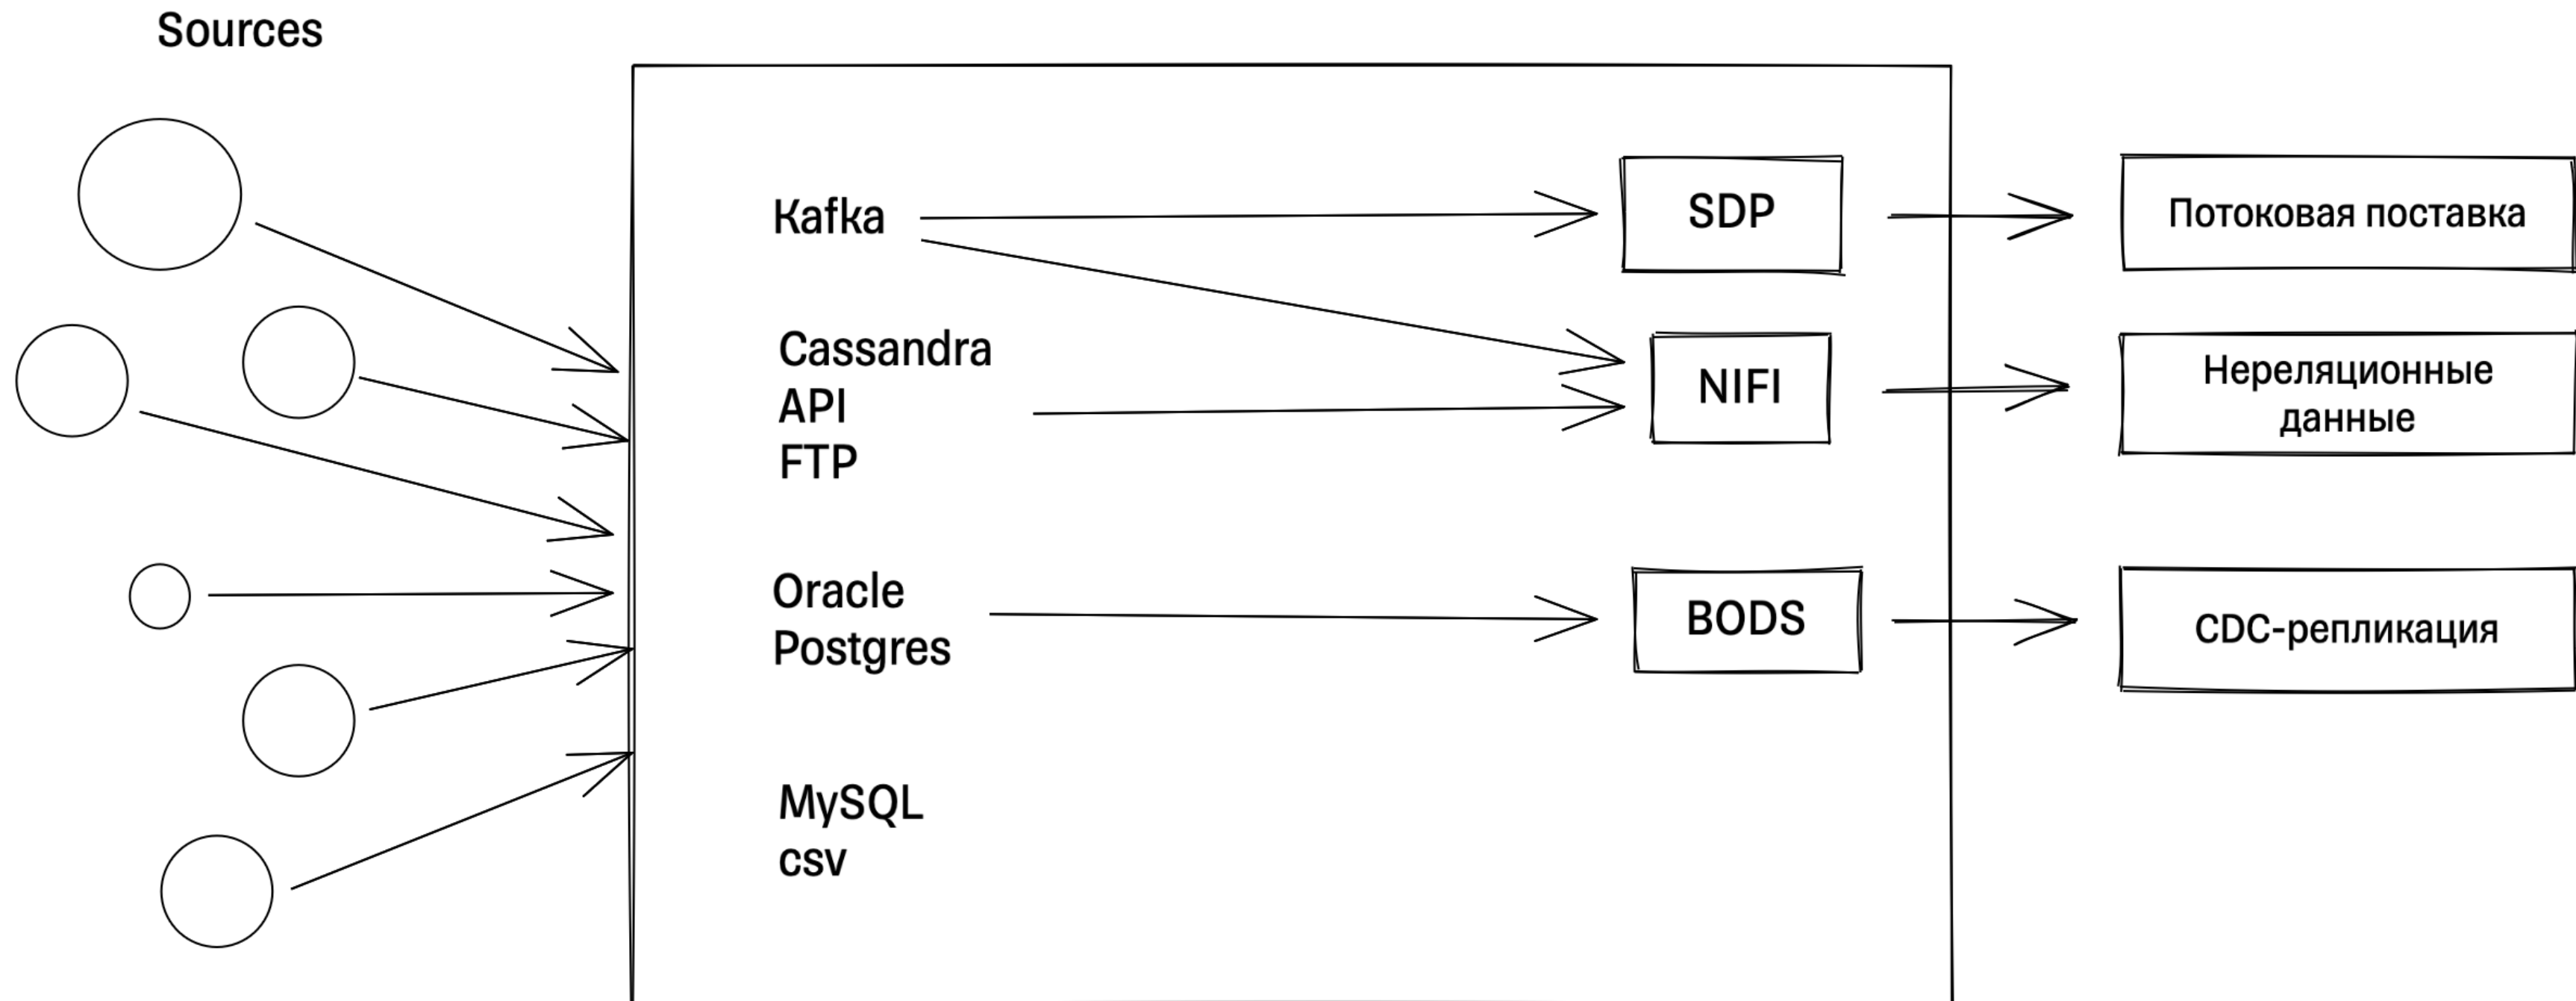 Sources
Kafka
SDP
Потоковая поставка
Cassandra
API
FTP
NIFI
Нереляционные
данные
Oracle
Postgres
BODS
CDC-репликация
MySQL
csv